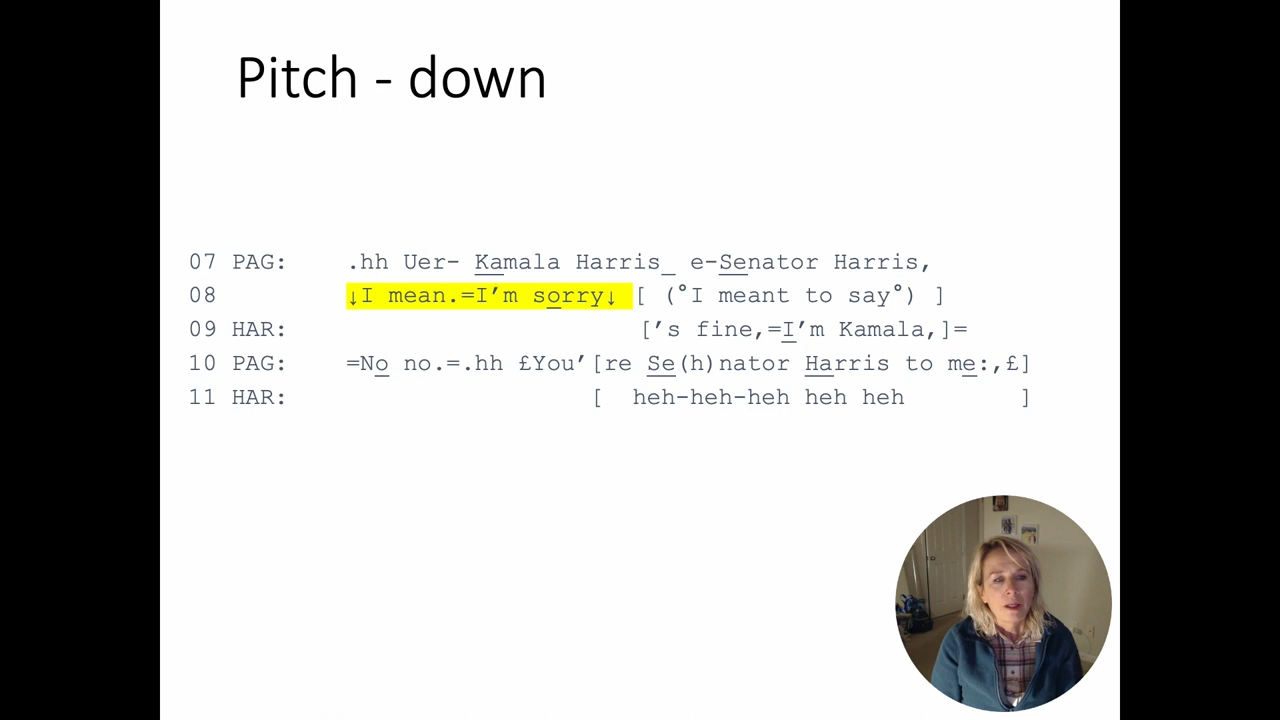 Pitch - down
07 PAG: .hh Uer- Kamala Harris_ e-Senator Harris,
08 ↓I mean.=I’m sorry↓ [ (°I meant to say°) ]
09 HAR: [’s fine,=I’m Kamala,]=
10 PAG: =No no.=.hh £You’[re Se(h)nator Harris to me:,£]
11 HAR: [ heh-heh-heh heh heh ]